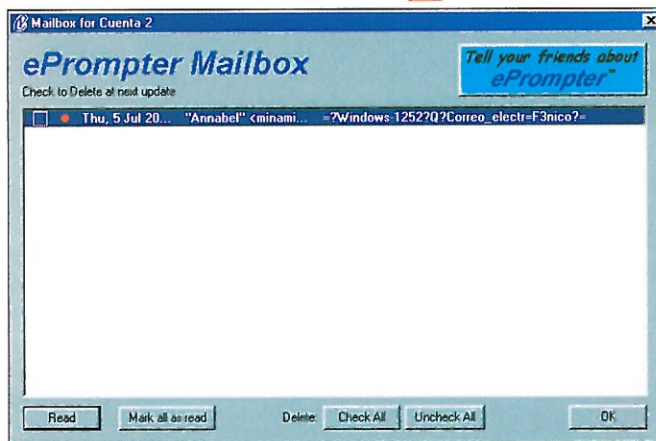 Mailbox for Cuenta 2
ePrompter Mailbox
Check to Delete at next update
Tell your friends about
ePrompter™
Thu, 5 Jul 20... "Annabel" <minami... =?Windows-1252?Q?Correo_electr=F3nico?=
Read Mark all as read Delete: Check All Uncheck All OK